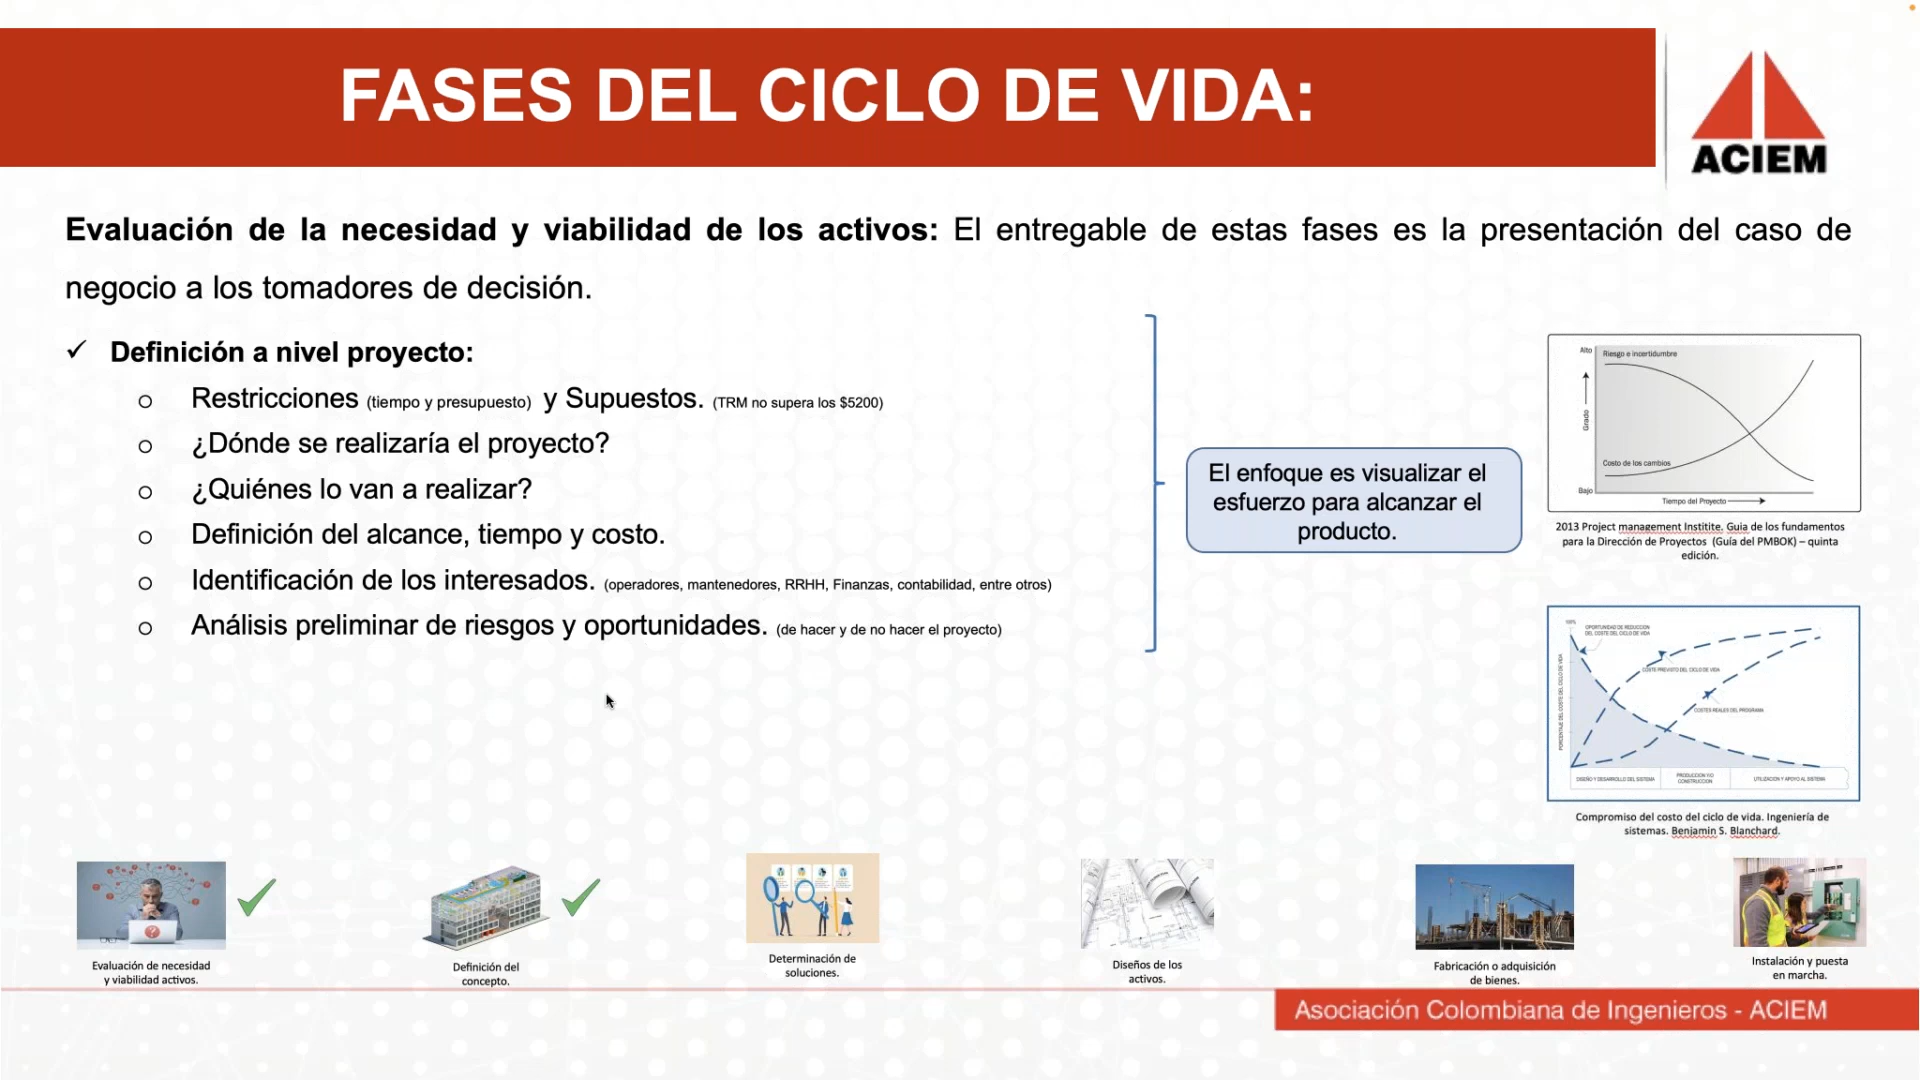 FASES DEL CICLO DE VIDA:
ACIEM
Evaluación de la necesidad y viabilidad de los activos: El entregable de estas fases es la presentación del caso de
negocio a los tomadores de decisión.
✓ Definición a nivel proyecto:
o Restricciones (tiempo y presupuesto) y Supuestos. (TRM no supera los $5200)
o ¿Dónde se realizaría el proyecto?
o ¿Quiénes lo van a realizar?
o Definición del alcance, tiempo y costo.
o Identificación de los interesados. (operadores, mantenedores, RRHH, Finanzas, contabilidad, entre otros)
o Análisis preliminar de riesgos y oportunidades. (de hacer y de no hacer el proyecto)
El enfoque es visualizar el
esfuerzo para alcanzar el
producto.
Alto
Riesgo e incertidumbre
Grado
Costo de los cambios
Bajo
Tiempo del Proyecto
2013 Project management Institite. Guia de los fundamentos
para la Dirección de Proyectos (Guía del PMBOK) – quinta
edición.
100%
OPORTUNIDAD DE REDUCCION
DEL COSTE DEL CICLO DE VIDA
COSTE PREVISTO DEL CICLO DE VIDA
COSTES REALES DEL PROGRAMA
PORCENTAJE DEL COSTE DEL CICLO DE VIDA
DISEÑO Y DESARROLLO DEL SISTEMA
PRODUCCION Y/O
CONSTRUCCION
UTILIZACION Y APOYO AL SISTEMA
Compromiso del costo del ciclo de vida. Ingeniería de
sistemas. Benjamin S. Blanchard.
Evaluación de necesidad
y viabilidad activos.
Definición del
concepto.
Determinación de
soluciones.
Diseños de los
activos.
Fabricación o adquisición
de bienes.
Instalación y puesta
en marcha.
Asociación Colombiana de Ingenieros - ACIEM